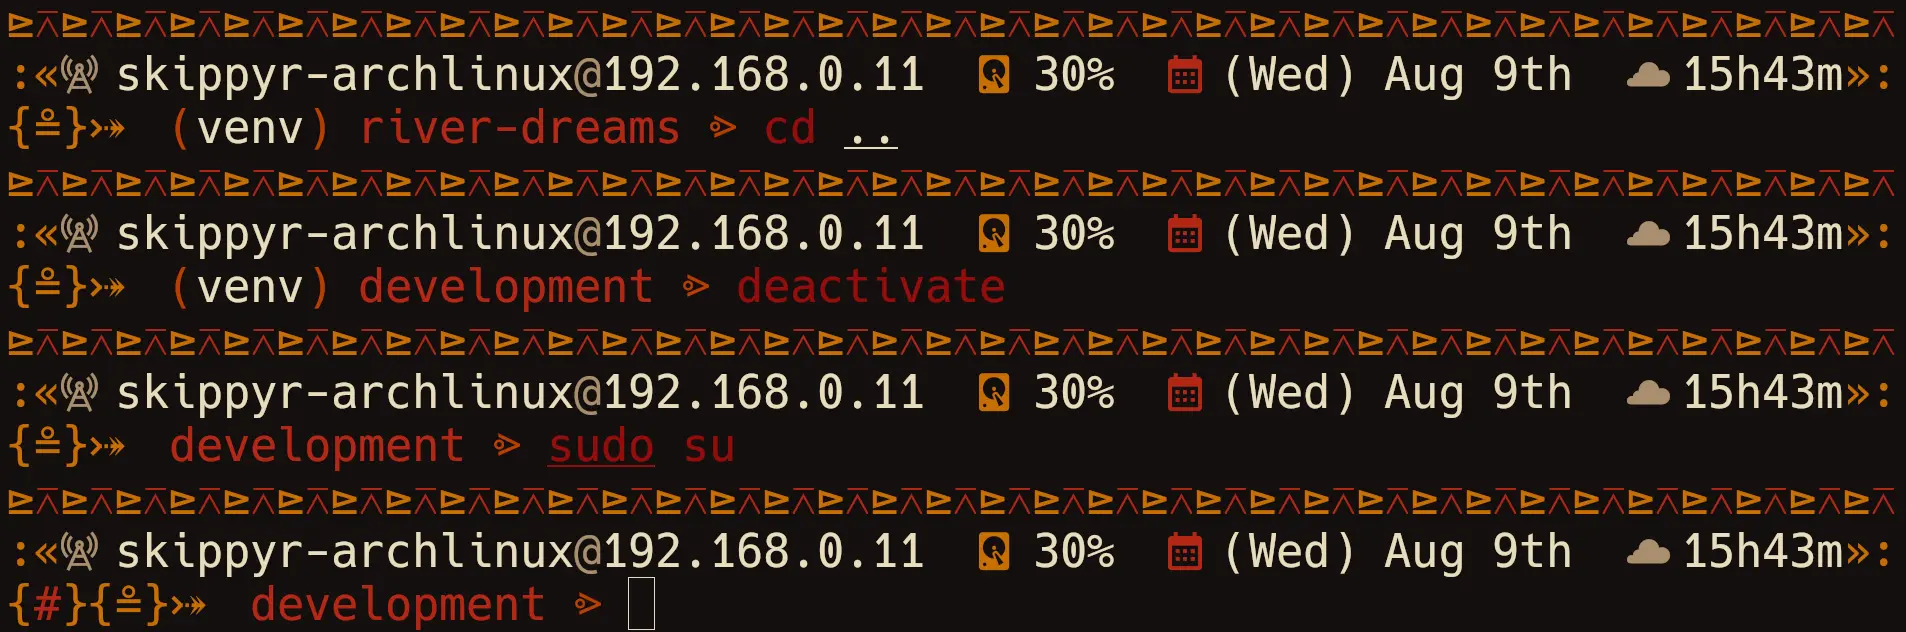 :« skippyr-archlinux@192.168.0.11 30% (Wed) Aug 9th 15h43m»:
{≗}⤐ (venv) river-dreams ⪢ cd ..
:« skippyr-archlinux@192.168.0.11 30% (Wed) Aug 9th 15h43m»:
{≗}⤐ (venv) development ⪢ deactivate
:« skippyr-archlinux@192.168.0.11 30% (Wed) Aug 9th 15h43m»:
{≗}⤐ development ⪢ sudo su
:« skippyr-archlinux@192.168.0.11 30% (Wed) Aug 9th 15h43m»:
{#}{≗}⤐ development ⪢